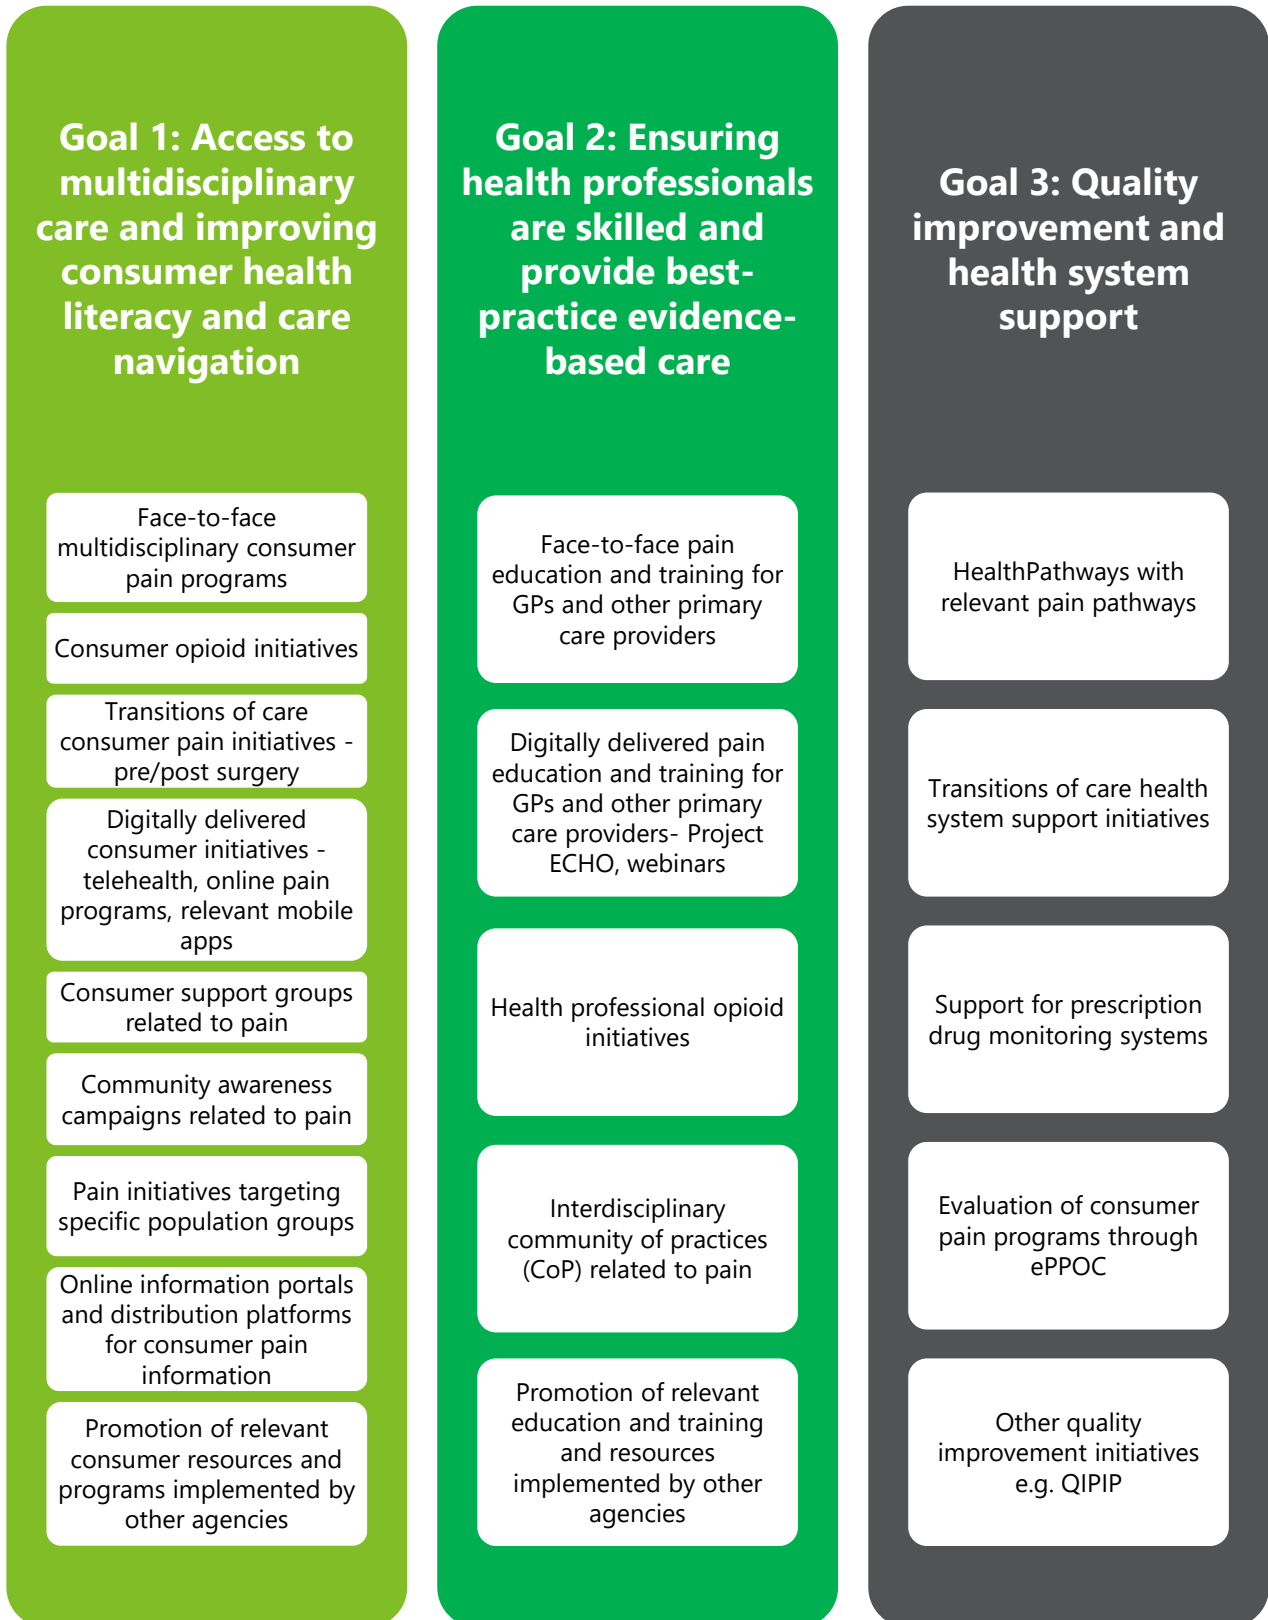 Goal 1: Access to
multidisciplinary
care and improving
consumer health
literacy and care
navigation
Face-to-face
multidisciplinary consumer
pain programs
Consumer opioid initiatives
Transitions of care
consumer pain initiatives -
pre/post surgery
Digitally delivered
consumer initiatives -
telehealth, online pain
programs, relevant mobile
apps
Consumer support groups
related to pain
Community awareness
campaigns related to pain
Pain initiatives targeting
specific population groups
Online information portals
and distribution platforms
for consumer pain
information
Promotion of relevant
consumer resources and
programs implemented by
other agencies
Goal 2: Ensuring
health professionals
are skilled and
provide best-
practice evidence-
based care
Face-to-face pain
education and training for
GPs and other primary
care providers
Digitally delivered pain
education and training for
GPs and other primary
care providers- Project
ECHO, webinars
Health professional opioid
initiatives
Interdisciplinary
community of practices
(CoP) related to pain
Promotion of relevant
education and training
and resources
implemented by other
agencies
Goal 3: Quality
improvement and
health system
support
HealthPathways with
relevant pain pathways
Transitions of care health
system support initiatives
Support for prescription
drug monitoring systems
Evaluation of consumer
pain programs through
ePPOC
Other quality
improvement initiatives
e.g. QIPIP